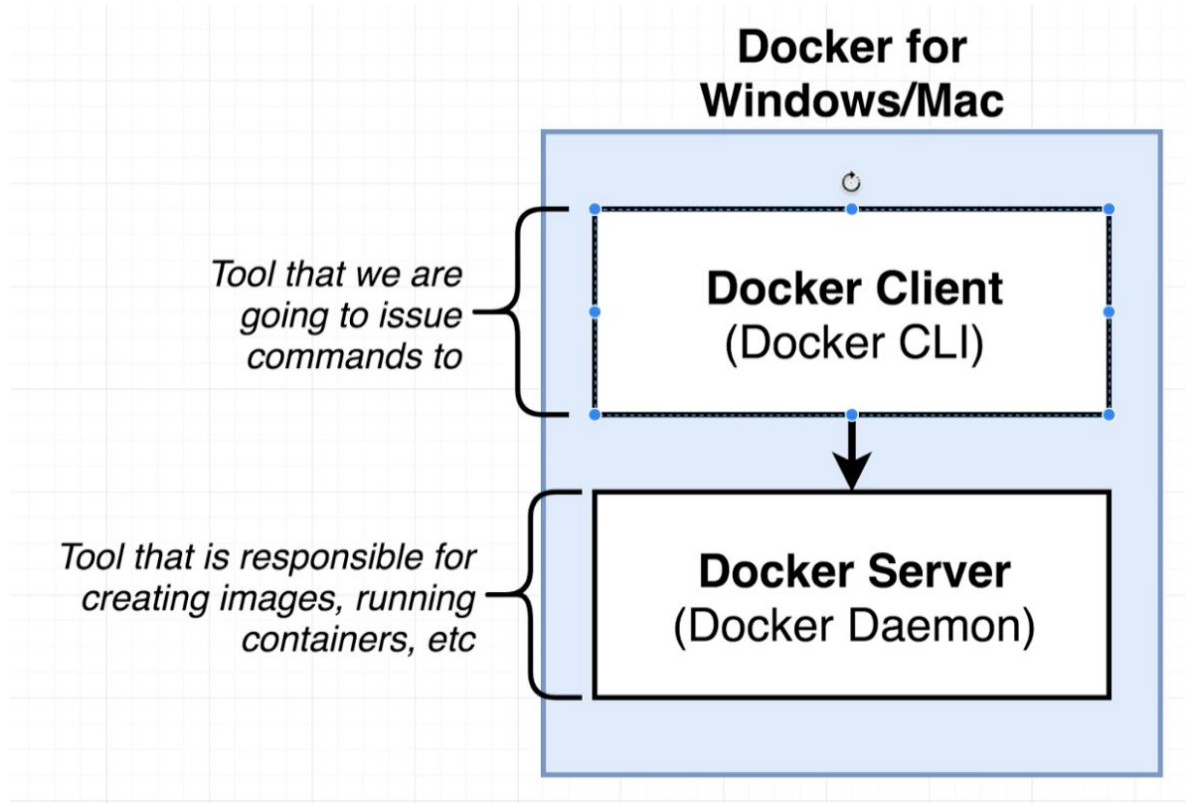 Docker for
Windows/Mac
Tool that we are
going to issue
commands to
Docker Client
(Docker CLI)
Tool that is responsible for
creating images, running
containers, etc
Docker Server
(Docker Daemon)